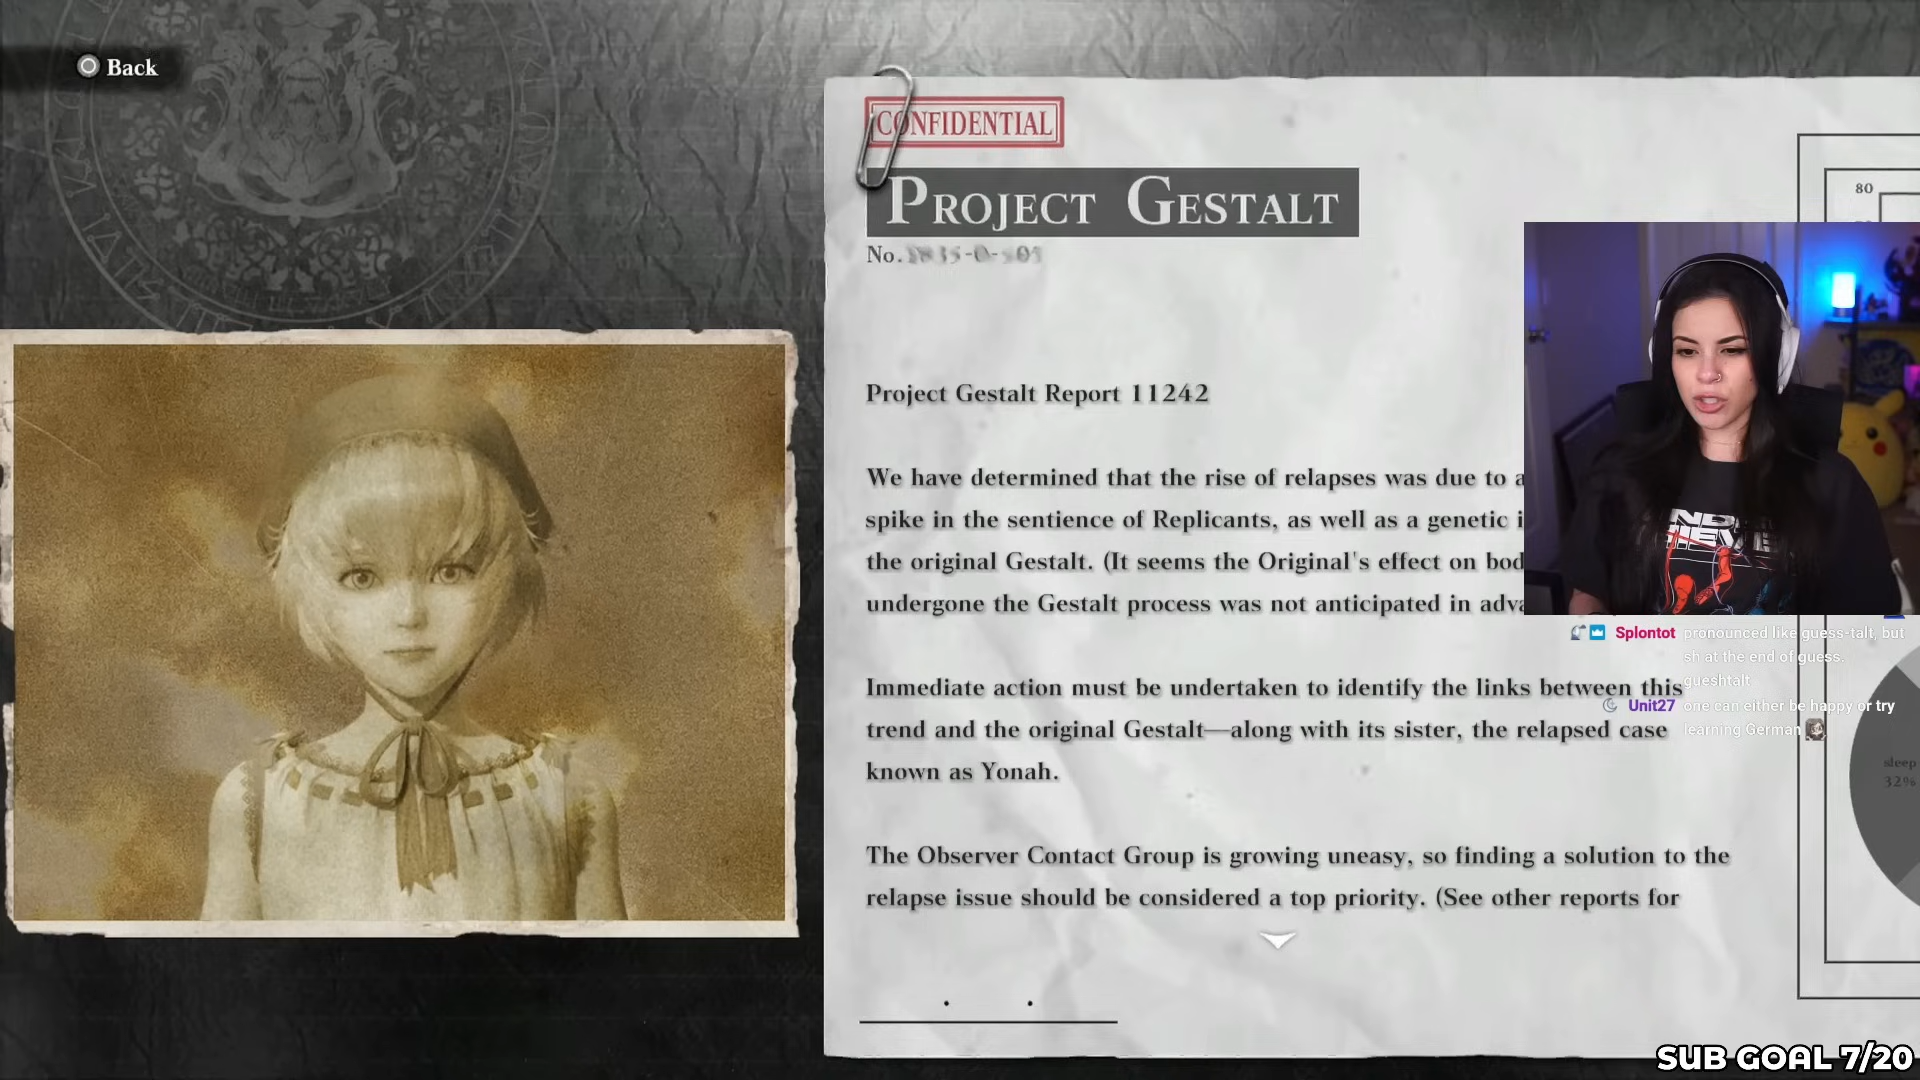 Back
CONFIDENTIAL
PROJECT GESTALT
No.
Project Gestalt Report 11242
We have determined that the rise of relapses was due to a
spike in the sentience of Replicants, as well as a genetic
the original Gestalt. (It seems the Original's effect on
undergone the Gestalt process was not anticipated in
Immediate action must be undertaken to identify the links between this
trend and the original Gestalt—along with its sister, the relapsed case
known as Yonah.
The Observer Contact Group is growing uneasy, so finding a solution to the
relapse issue should be considered a top priority. (See other reports for
80
Splontot pronounced like guess-talt, but
sh at the end of guess.
gueshtalt
Unit27 one can either be happy or try
learning German
sleep
32%
SUB GOAL 7/20